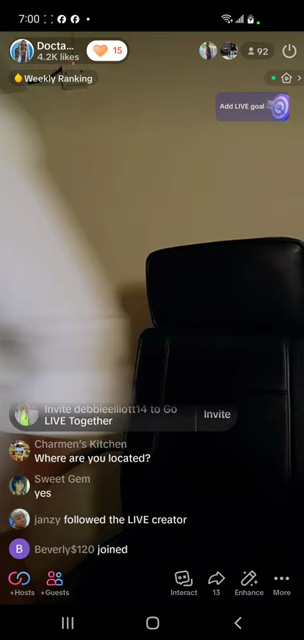 7:00
Docta...
4.2K likes
15
92
Weekly Ranking
Add LIVE goal
Invite debbieelliott14 to Go
LIVE Together
Invite
Charmen's Kitchen
Where are you located?
Sweet Gem
yes
janzy followed the LIVE creator
B Beverly$120 joined
+Hosts
+Guests
Interact
13
Enhance
More